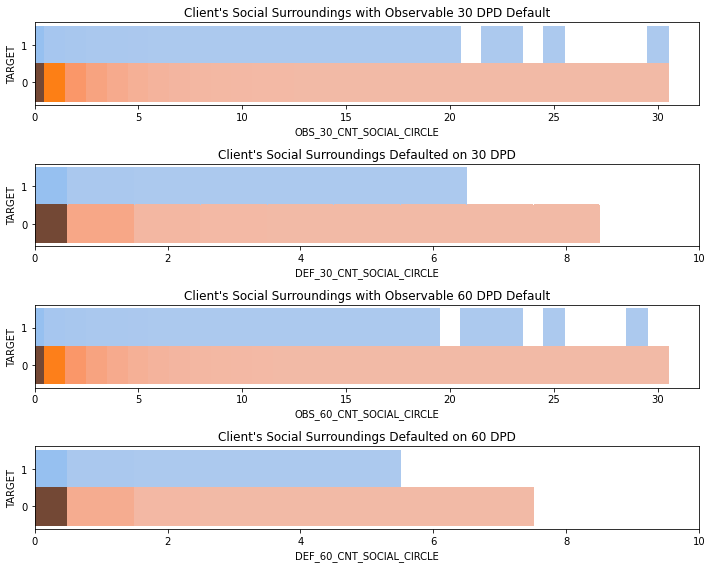 Client's Social Surroundings with Observable 30 DPD Default
TARGET
1
0
0 5 10 15 20 25 30
OBS_30_CNT_SOCIAL_CIRCLE
Client's Social Surroundings Defaulted on 30 DPD
TARGET
1
0
0 2 4 6 8 10
DEF_30_CNT_SOCIAL_CIRCLE
Client's Social Surroundings with Observable 60 DPD Default
TARGET
1
0
0 5 10 15 20 25 30
OBS_60_CNT_SOCIAL_CIRCLE
Client's Social Surroundings Defaulted on 60 DPD
TARGET
1
0
0 2 4 6 8 10
DEF_60_CNT_SOCIAL_CIRCLE